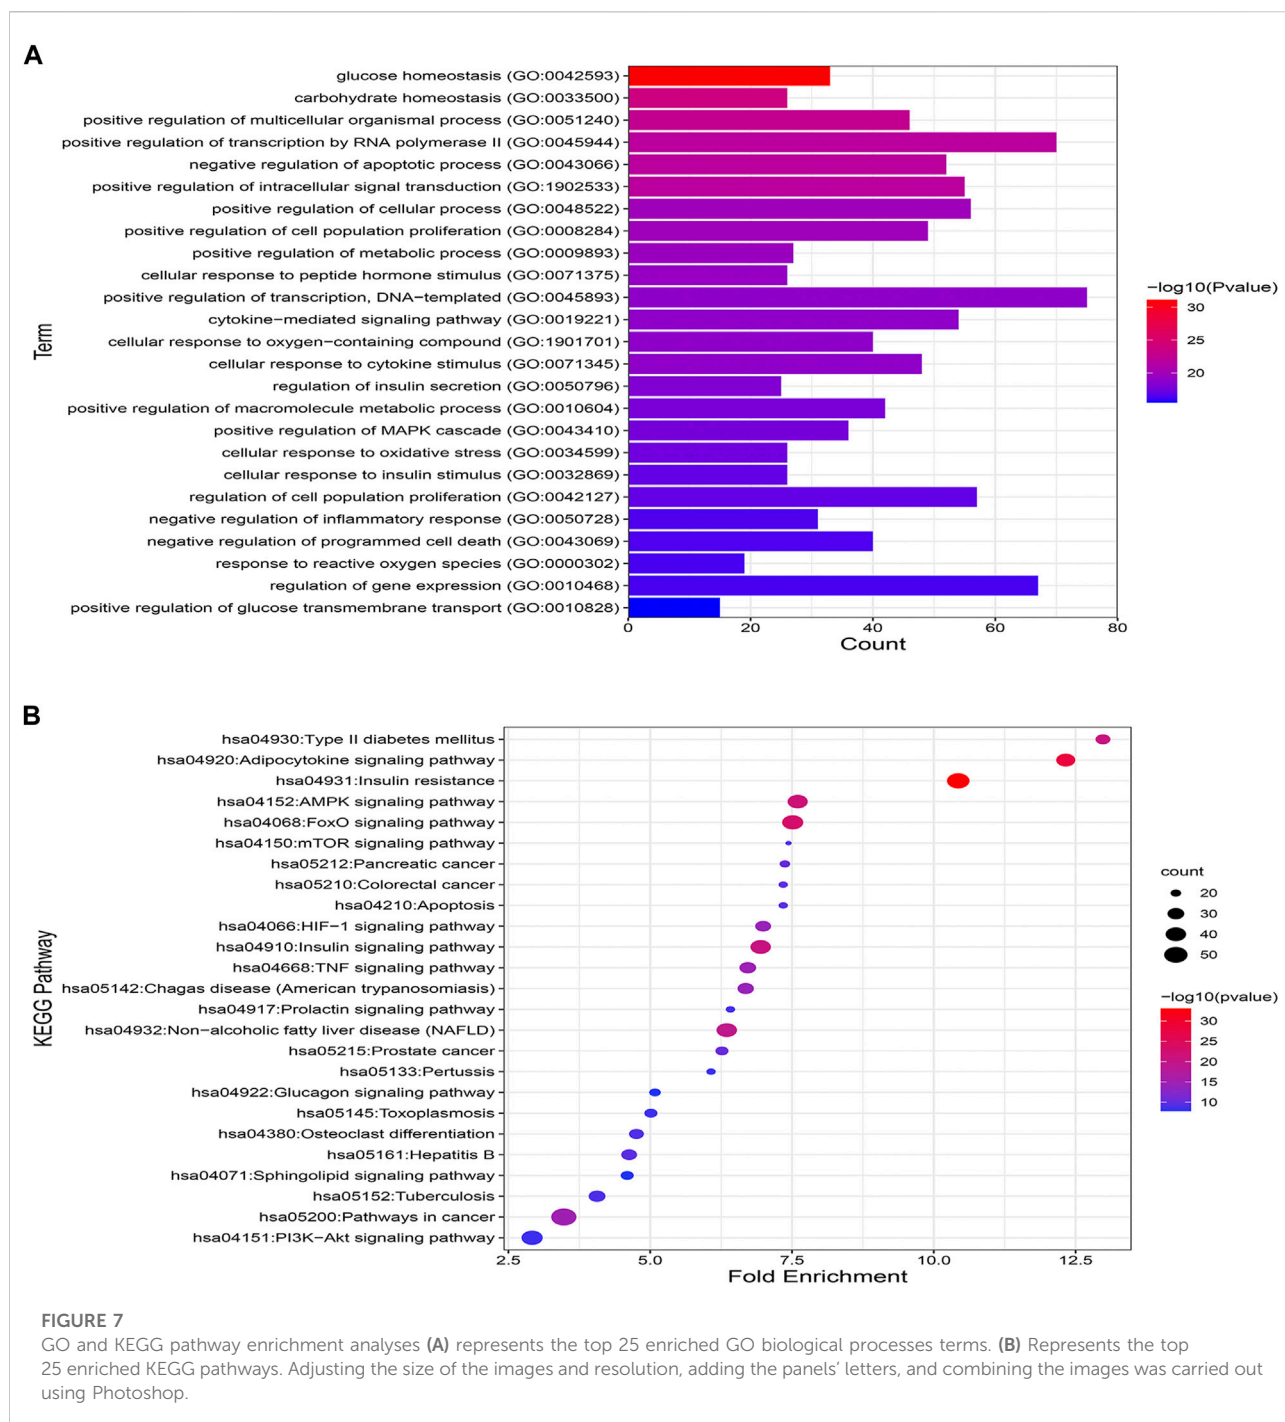 A
glucose homeostasis (GO:0042593)
carbohydrate homeostasis (GO:0033500)
positive regulation of multicellular organismal process (GO:0051240)
positive regulation of transcription by RNA polymerase II (GO:0045944)
negative regulation of apoptotic process (GO:0043066)
positive regulation of intracellular signal transduction (GO:1902533)
positive regulation of cellular process (GO:0048522)
positive regulation of cell population proliferation (GO:0008284)
positive regulation of metabolic process (GO:0009893)
cellular response to peptide hormone stimulus (GO:0071375)
positive regulation of transcription, DNA−templated (GO:0045893)
cytokine−mediated signaling pathway (GO:0019221)
cellular response to oxygen−containing compound (GO:1901701)
cellular response to cytokine stimulus (GO:0071345)
regulation of insulin secretion (GO:0050796)
positive regulation of macromolecule metabolic process (GO:0010604)
positive regulation of MAPK cascade (GO:0043410)
cellular response to oxidative stress (GO:0034599)
cellular response to insulin stimulus (GO:0032869)
regulation of cell population proliferation (GO:0042127)
negative regulation of inflammatory response (GO:0050728)
negative regulation of programmed cell death (GO:0043069)
response to reactive oxygen species (GO:0000302)
regulation of gene expression (GO:0010468)
positive regulation of glucose transmembrane transport (GO:0010828)
Term
0 20 40 60 80
Count
−log10(Pvalue)
30
25
20
B
hsa04930:Type II diabetes mellitus
hsa04920:Adipocytokine signaling pathway
hsa04931:Insulin resistance
hsa04152:AMPK signaling pathway
hsa04068:FoxO signaling pathway
hsa04150:mTOR signaling pathway
hsa05212:Pancreatic cancer
hsa05210:Colorectal cancer
hsa04210:Apoptosis
hsa04066:HIF−1 signaling pathway
hsa04910:Insulin signaling pathway
hsa04668:TNF signaling pathway
hsa05142:Chagas disease (American trypanosomiasis)
hsa04917:Prolactin signaling pathway
hsa04932:Non−alcoholic fatty liver disease (NAFLD)
hsa05215:Prostate cancer
hsa05133:Pertussis
hsa04922:Glucagon signaling pathway
hsa05145:Toxoplasmosis
hsa04380:Osteoclast differentiation
hsa05161:Hepatitis B
hsa04071:Sphingolipid signaling pathway
hsa05152:Tuberculosis
hsa05200:Pathways in cancer
hsa04151:PI3K−Akt signaling pathway
KEGG Pathway
2.5 5.0 7.5 10.0 12.5
Fold Enrichment
count
20
30
40
50
−log10(pvalue)
30
25
20
15
10
FIGURE 7
GO and KEGG pathway enrichment analyses (A) represents the top 25 enriched GO biological processes terms. (B) Represents the top
25 enriched KEGG pathways. Adjusting the size of the images and resolution, adding the panels' letters, and combining the images was carried out
using Photoshop.